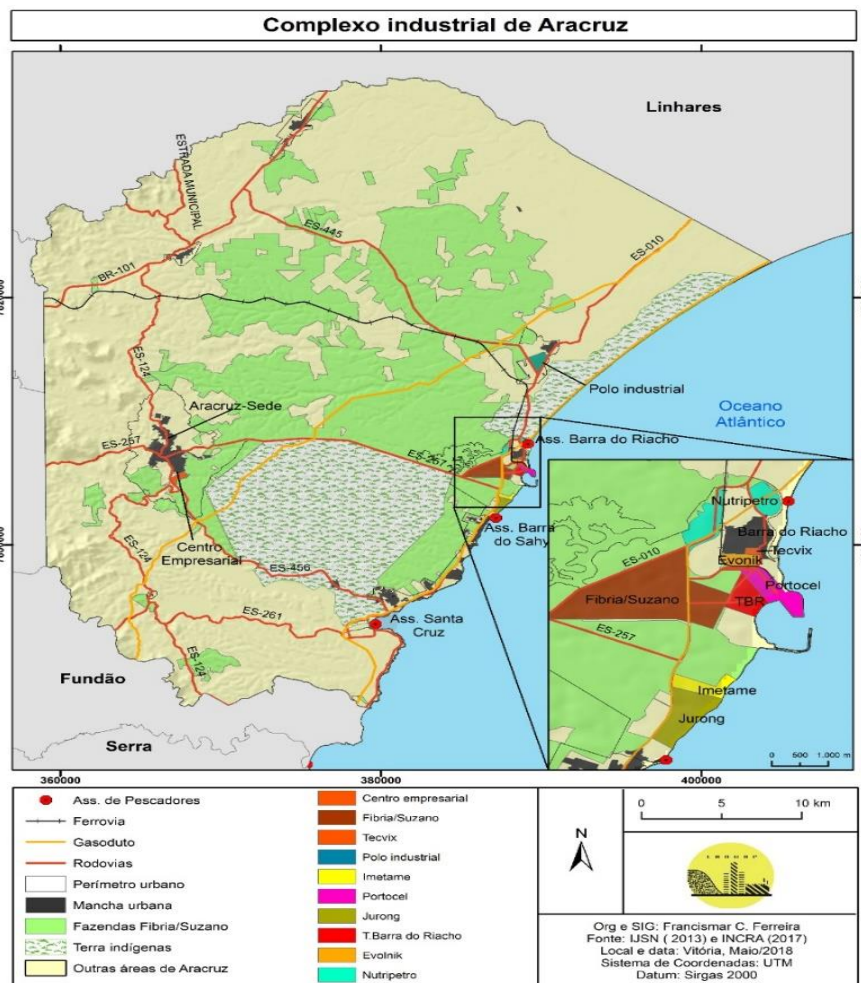 Complexo industrial de Aracruz
Linhares
ESTRADA MUNICIPAL
ES-445
ES-010
BR-101
ES-124
Polo industrial
Aracruz-Sede
Oceano
Atlântico
ES-257
Ass. Barra do Riacho
ES-257
Ass. Barra
do Sahy
Centro
Empresarial
ES-124
ES-456
ES-261
Ass. Santa
Cruz
ES-124
Fundão
Serra
Nutripetro
Barra do Riacho
Tecvix
Evonik
ES-010
Portocel
Fibria/Suzano
TBR
ES-257
Imetame
Jurong
0 500 1.000 m
360000
380000
400000
Ass. de Pescadores
Ferrovia
Gasoduto
Rodovias
Perímetro urbano
Mancha urbana
Fazendas Fibria/Suzano
Terra indígenas
Outras áreas de Aracruz
Centro empresarial
Fibria/Suzano
Tecvix
Polo industrial
Imetame
Portocel
Jurong
T.Barra do Riacho
Evolnik
Nutripetro
N
0 5 10 km
Org e SIG: Francismar C. Ferreira
Fonte: IJSN ( 2013) e INCRA (2017)
Local e data: Vitória, Maio/2018
Sistema de Coordenadas: UTM
Datum: Sirgas 2000